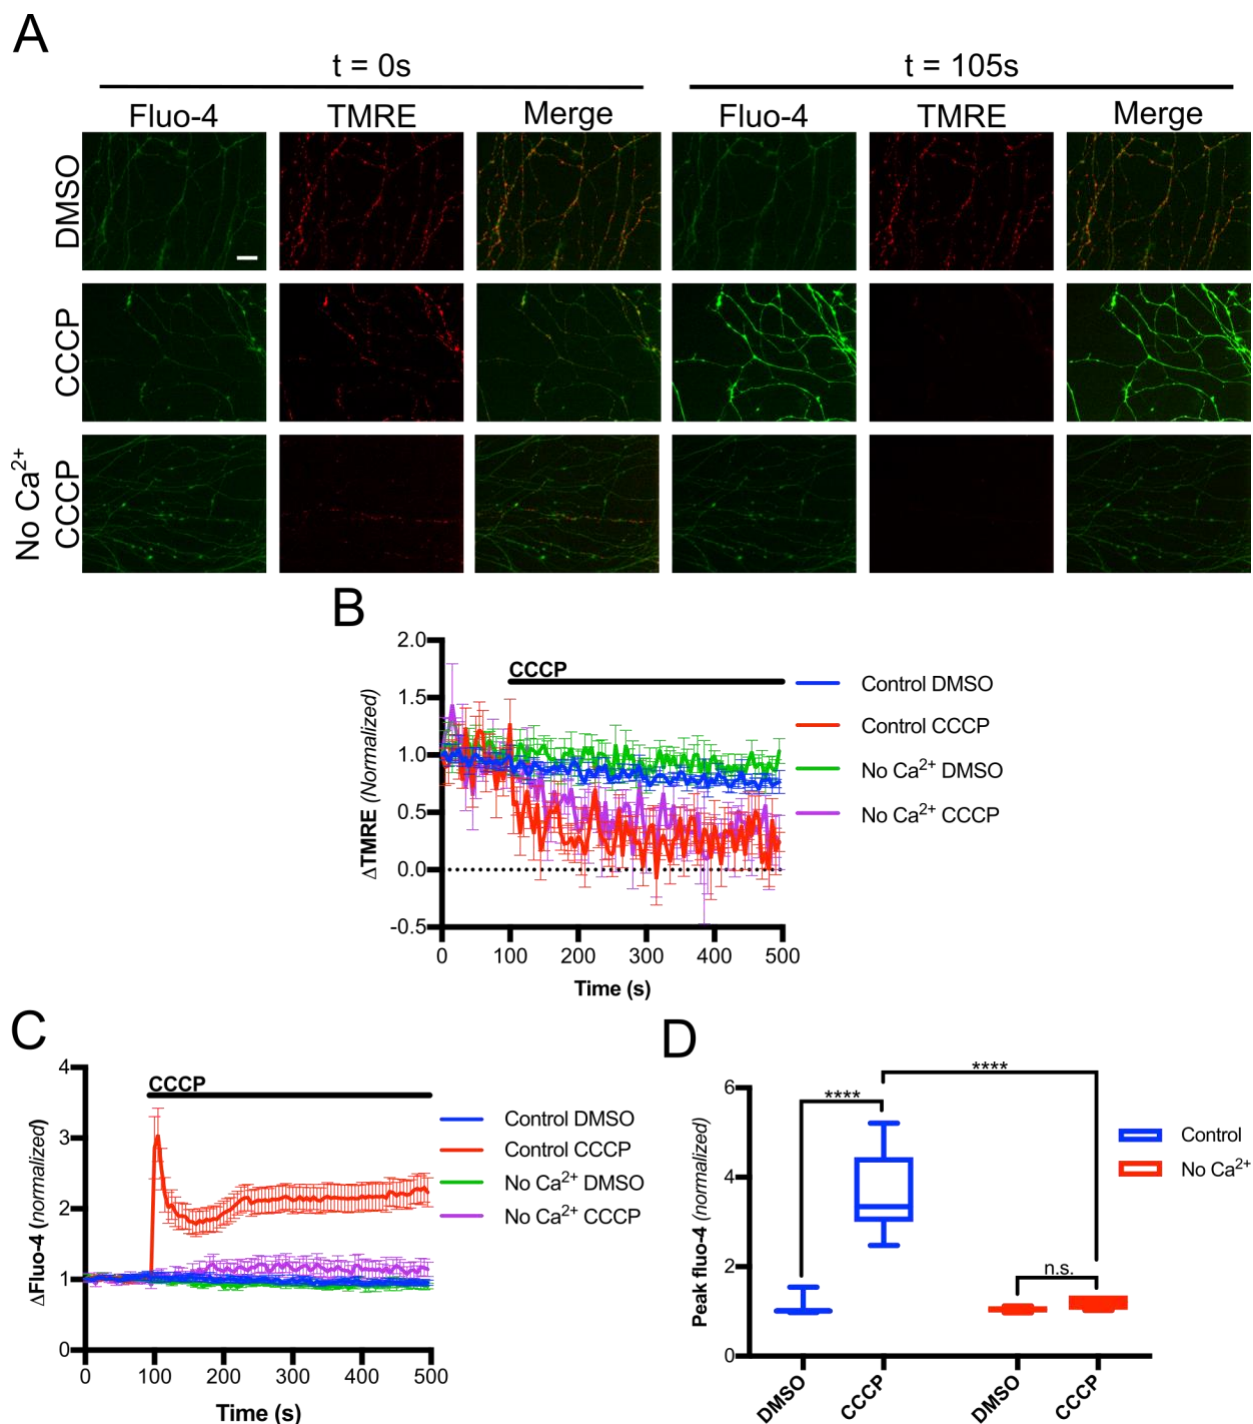 A
t = 0s
t = 105s
Fluo-4
TMRE
Merge
Fluo-4
TMRE
Merge
DMSO
CCCP
No Ca²⁺
CCCP
B
2.0
1.5
1.0
0.5
0.0
-0.5
ΔTMRE (Normalized)
CCCP
0 100 200 300 400 500
Time (s)
Control DMSO
Control CCCP
No Ca²⁺ DMSO
No Ca²⁺ CCCP
C
4
3
2
1
0
ΔFluo-4 (normalized)
CCCP
0 100 200 300 400 500
Time (s)
Control DMSO
Control CCCP
No Ca²⁺ DMSO
No Ca²⁺ CCCP
D
6
4
2
0
Peak fluo-4 (normalized)
****
****
n.s.
DMSO
CCCP
DMSO
CCCP
Control
No Ca²⁺